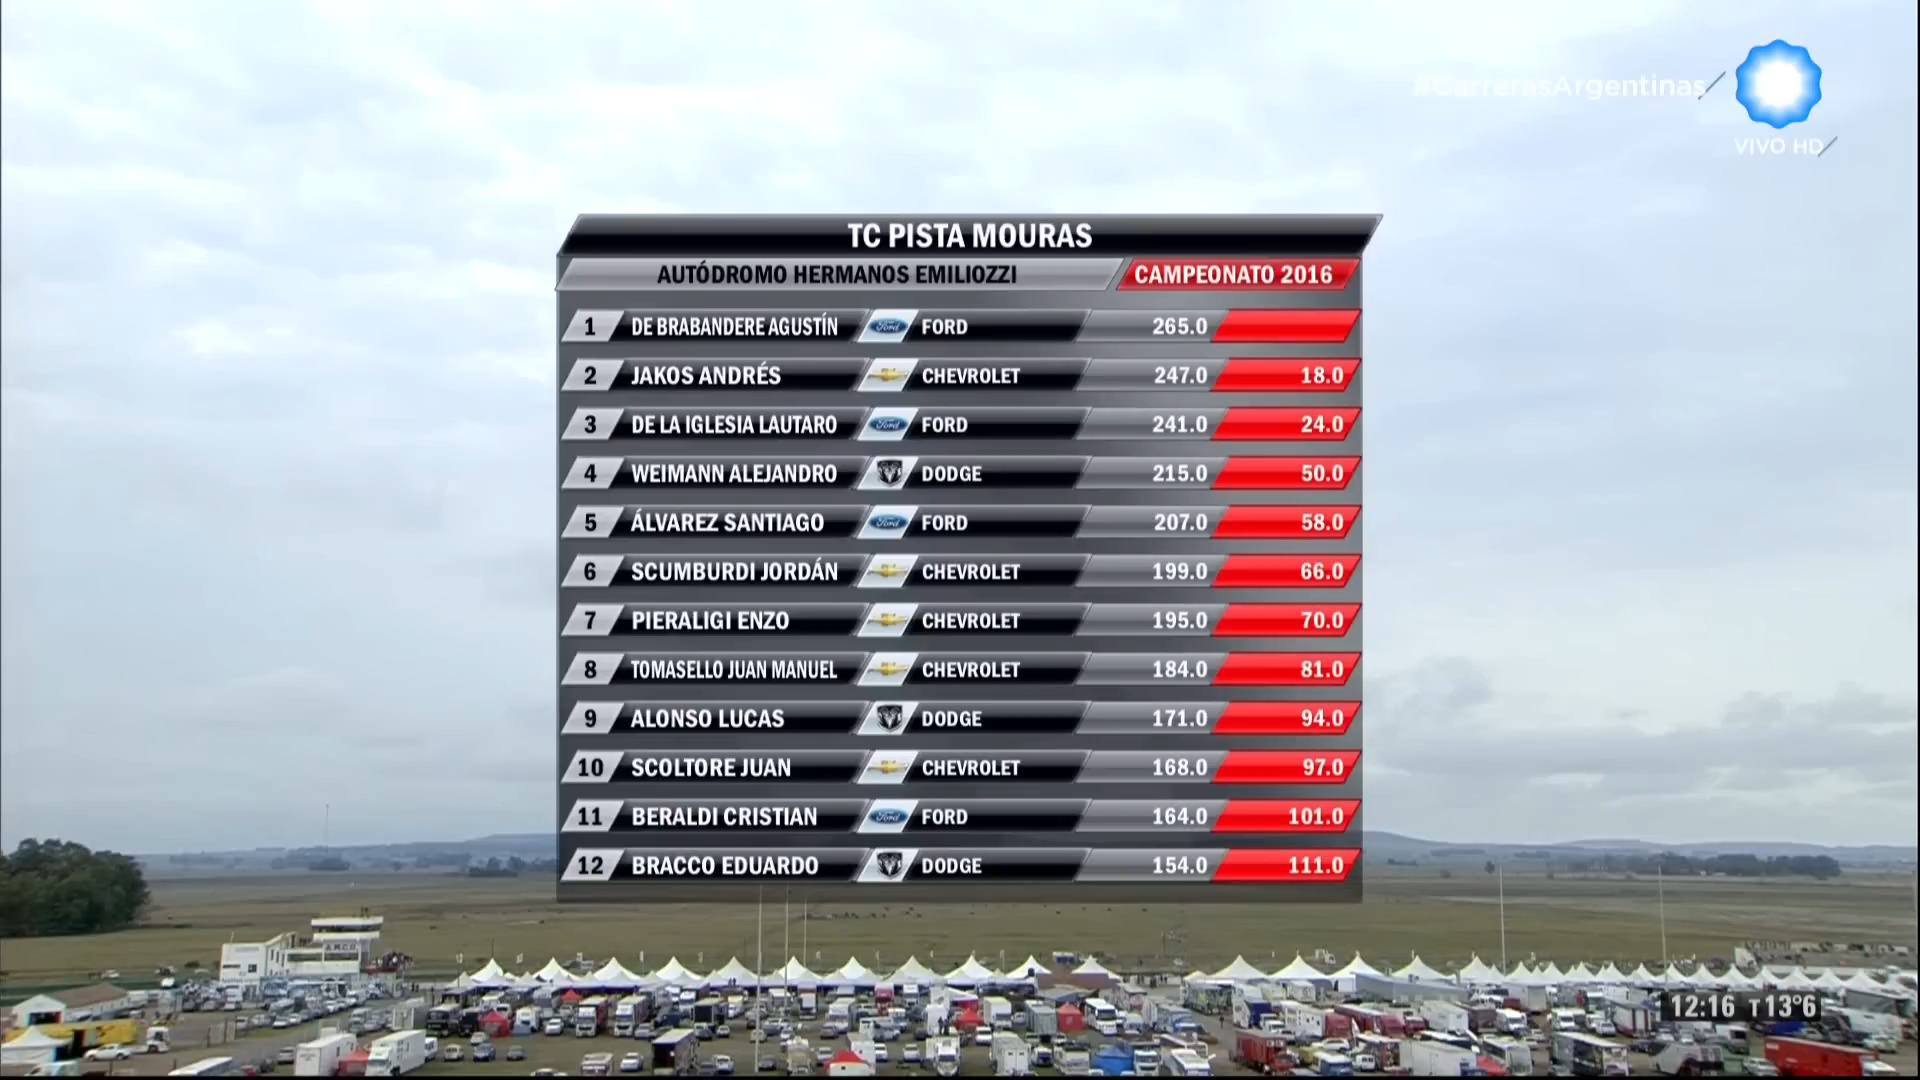 #CarrerasArgentinas
VIVO HD
TC PISTA MOURAS
AUTÓDROMO HERMANOS EMILIOZZI CAMPEONATO 2016
1 DE BRABANDERE AGUSTÍN Ford FORD 265.0
2 JAKOS ANDRÉS CHEVROLET 247.0 18.0
3 DE LA IGLESIA LAUTARO Ford FORD 241.0 24.0
4 WEIMANN ALEJANDRO DODGE 215.0 50.0
5 ÁLVAREZ SANTIAGO Ford FORD 207.0 58.0
6 SCUMBURDI JORDÁN CHEVROLET 199.0 66.0
7 PIERALIGI ENZO CHEVROLET 195.0 70.0
8 TOMASELLO JUAN MANUEL CHEVROLET 184.0 81.0
9 ALONSO LUCAS DODGE 171.0 94.0
10 SCOLTORE JUAN CHEVROLET 168.0 97.0
11 BERALDI CRISTIAN Ford FORD 164.0 101.0
12 BRACCO EDUARDO DODGE 154.0 111.0
A.M.C.O.
12:16 T13°6